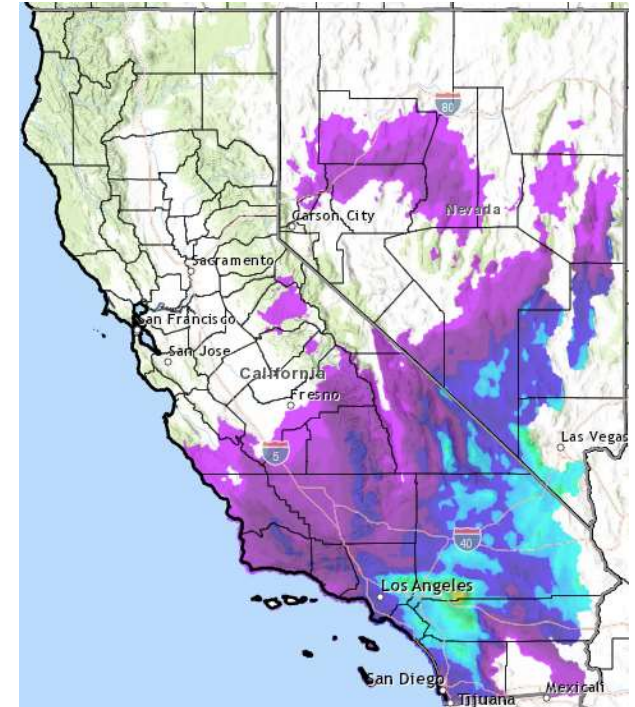 80
Nevada
Carson City
Sacramento
San Francisco
San Jose
California
Fresno
5
Las Vegas
40
Los Angeles
San Diego
Mexicali
Tijuana